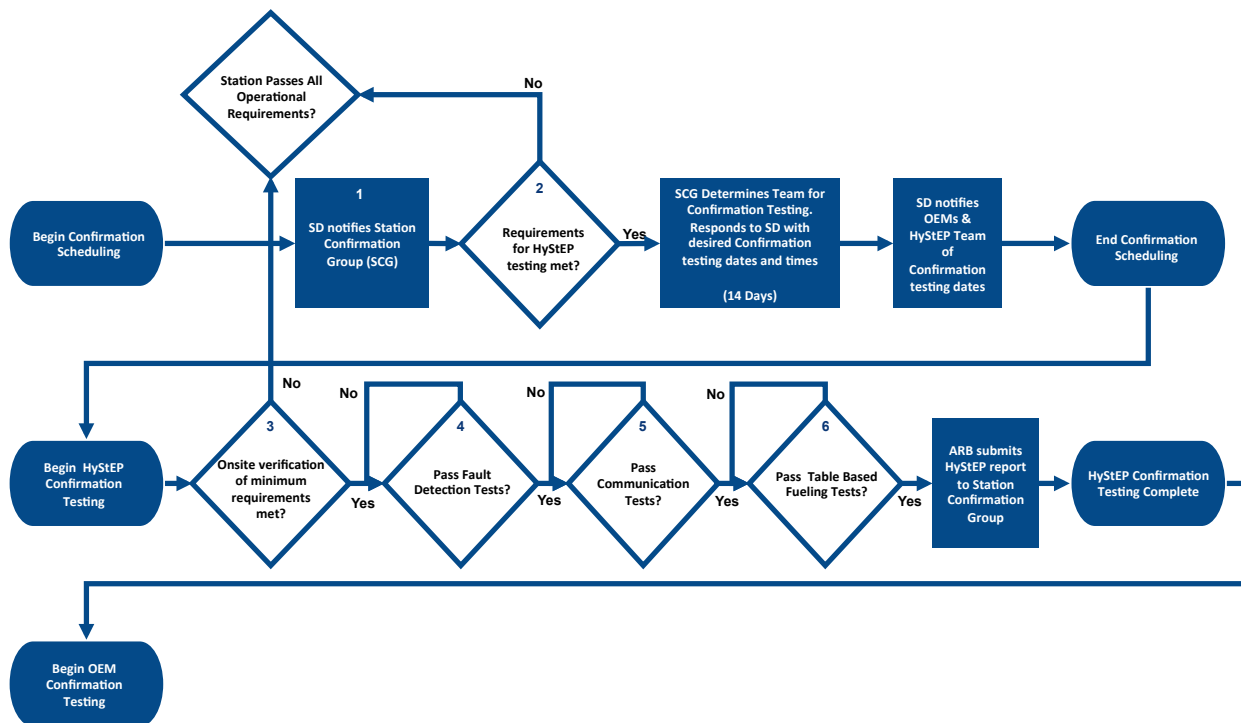 Station Passes All
Operational
Requirements?
No
Begin Confirmation
Scheduling
1
SD notifies Station
Confirmation
Group (SCG)
2
Requirements
for HyStEP
testing met?
Yes
SCG Determines Team for
Confirmation Testing.
Responds to SD with
desired Confirmation
testing dates and times
(14 Days)
SD notifies
OEMs &
HyStEP Team
of
Confirmation
testing dates
End Confirmation
Scheduling
No
No
No
No
Begin HyStEP
Confirmation
Testing
3
Onsite verification
of minimum
requirements
met?
Yes
4
Pass Fault
Detection Tests?
Yes
5
Pass
Communication
Tests?
Yes
6
Pass Table Based
Fueling Tests?
Yes
ARB submits
HyStEP report
to Station
Confirmation
Group
HyStEP Confirmation
Testing Complete
Begin OEM
Confirmation
Testing